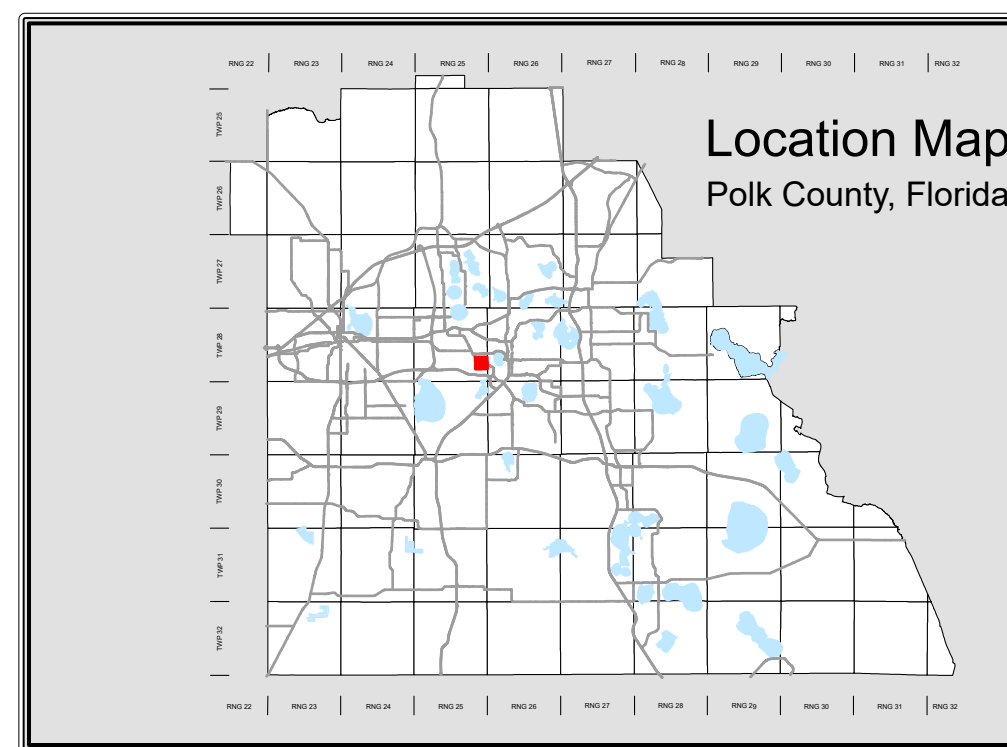 RNG 22 RNG 23 RNG 24 RNG 25 RNG 26 RNG 27 RNG 28 RNG 29 RNG 30 RNG 31 RNG 32
Location Map
Polk County, Florida
TWP 25
TWP 26
TWP 27
TWP 28
TWP 29
TWP 30
TWP 31
TWP 32
RNG 22 RNG 23 RNG 24 RNG 25 RNG 26 RNG 27 RNG 28 RNG 29 RNG 30 RNG 31 RNG 32